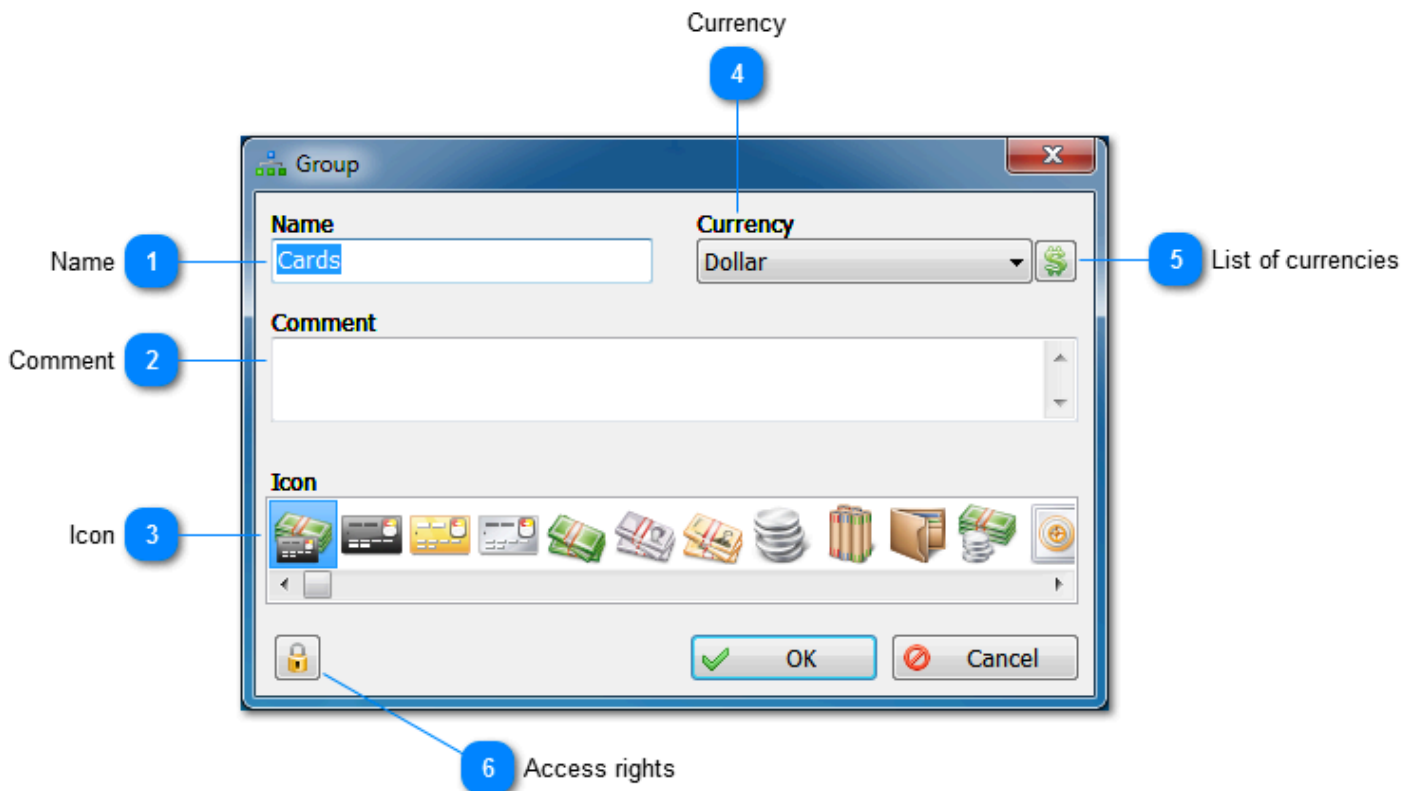 Currency
4
Group
Name
Currency
Name 1
Cards
Dollar
5 List of currencies
Comment
Comment 2
Icon
Icon 3
OK
Cancel
6 Access rights